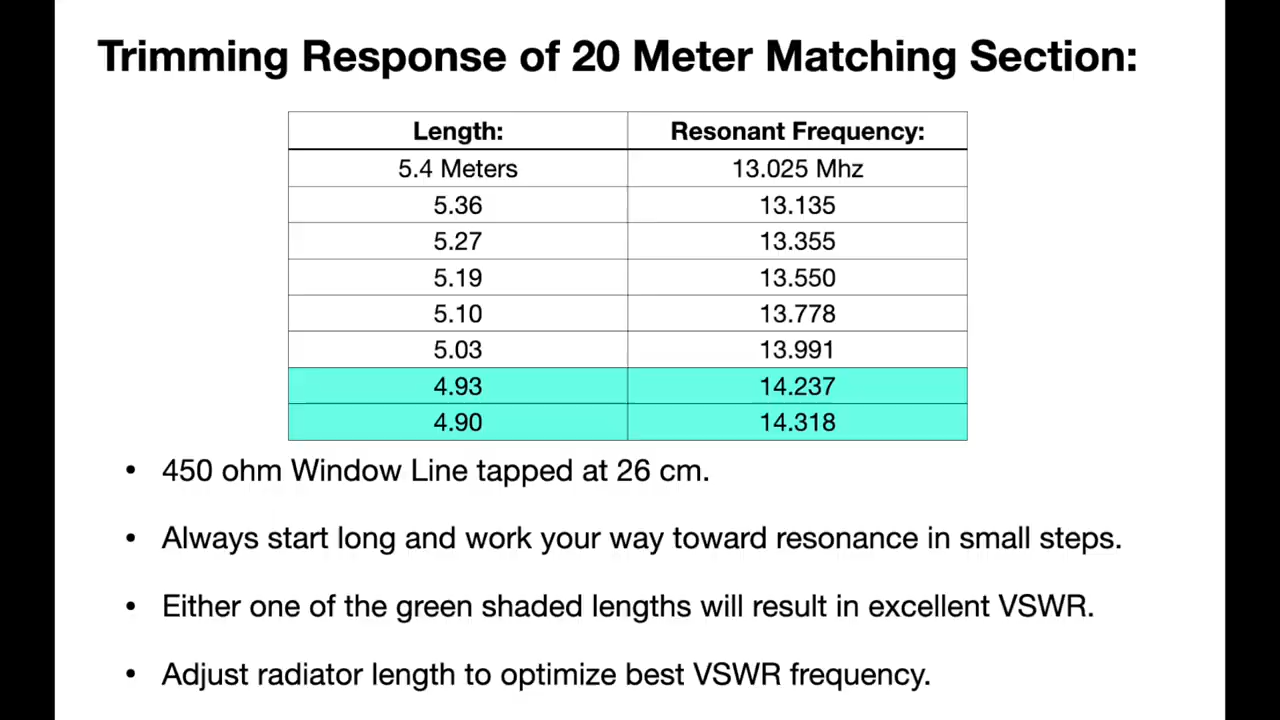 Trimming Response of 20 Meter Matching Section:
Length: Resonant Frequency:
5.4 Meters 13.025 Mhz
5.36 13.135
5.27 13.355
5.19 13.550
5.10 13.778
5.03 13.991
4.93 14.237
4.90 14.318
• 450 ohm Window Line tapped at 26 cm.
• Always start long and work your way toward resonance in small steps.
• Either one of the green shaded lengths will result in excellent VSWR.
• Adjust radiator length to optimize best VSWR frequency.